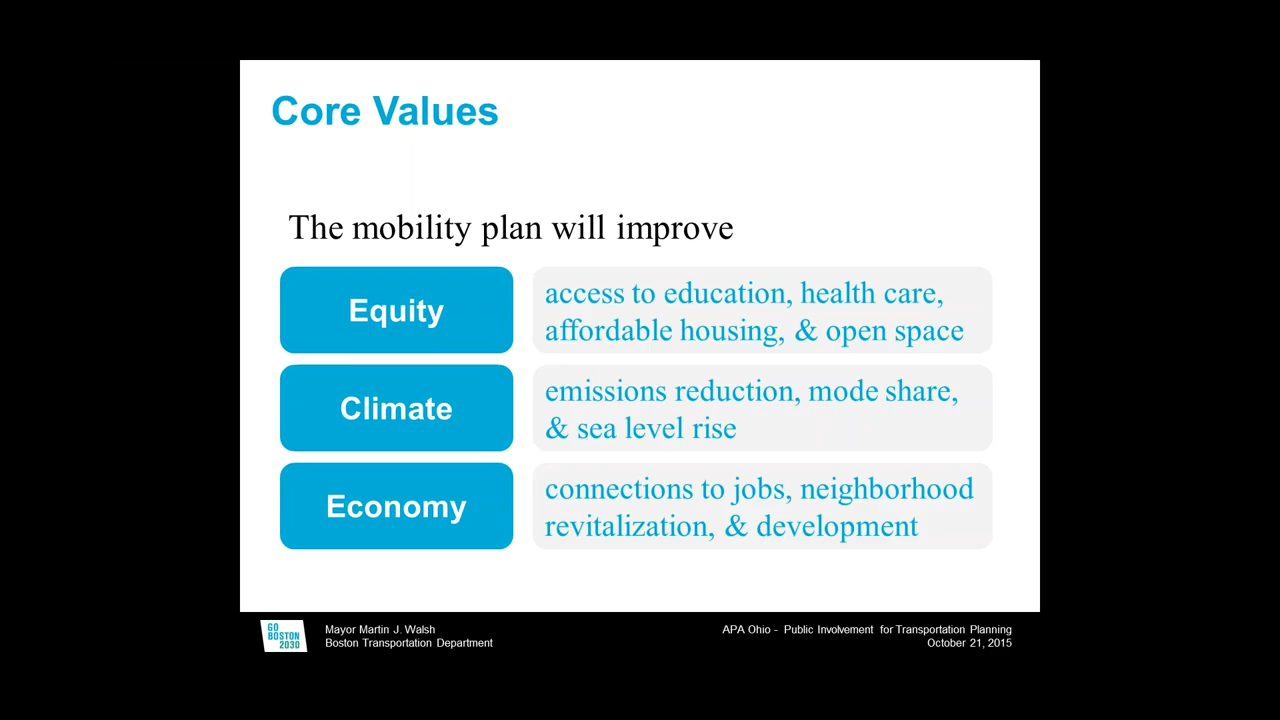 Core Values
The mobility plan will improve
Equity
access to education, health care,
affordable housing, & open space
Climate
emissions reduction, mode share,
& sea level rise
Economy
connections to jobs, neighborhood
revitalization, & development
GO
BOSTON
2030
Mayor Martin J. Walsh
Boston Transportation Department
APA Ohio - Public Involvement for Transportation Planning
October 21, 2015